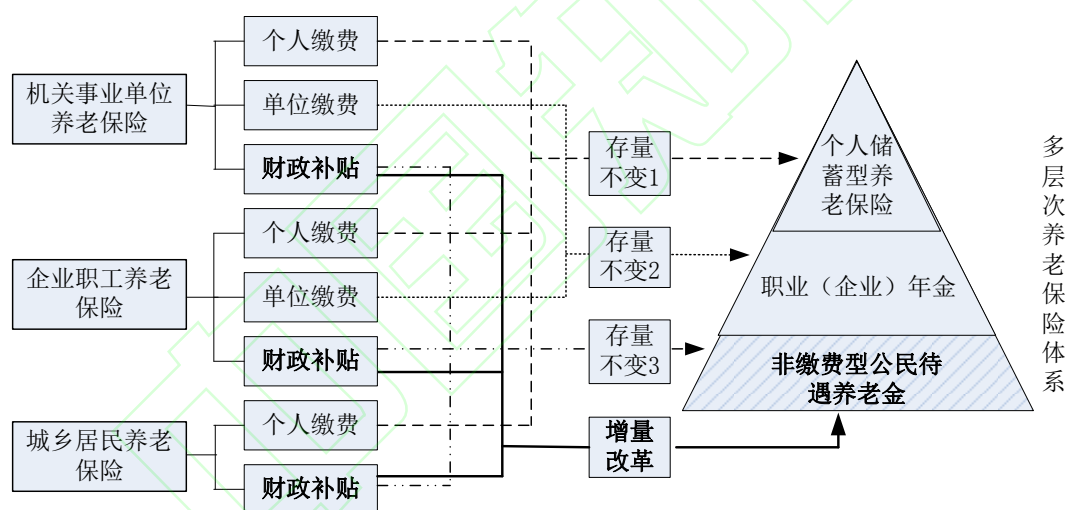 机关事业单位
养老保险
个人缴费
单位缴费
财政补贴
企业职工养老
保险
个人缴费
单位缴费
财政补贴
城乡居民养老
保险
个人缴费
财政补贴
存量
不变1
存量
不变2
存量
不变3
增量
改革
个人储
蓄型养
老保险
职业（企业）年金
非缴费型公民待
遇养老金
多层次养老保险体系